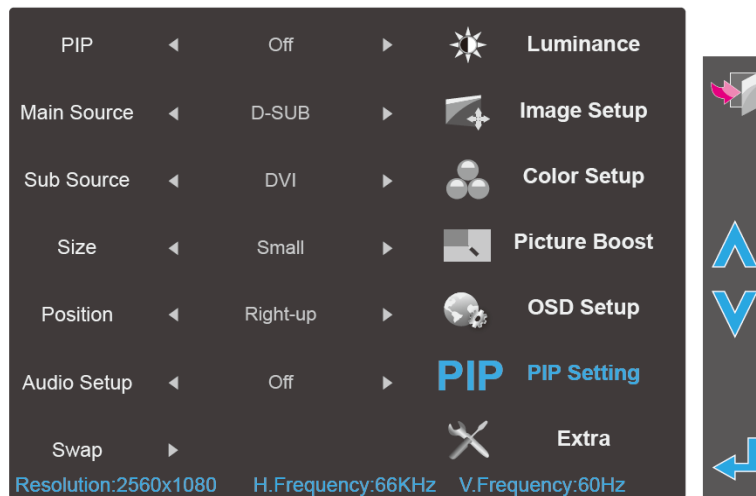 PIP Off Luminance
Main Source D-SUB Image Setup
Sub Source DVI Color Setup
Size Small Picture Boost
Position Right-up OSD Setup
Audio Setup Off PIP PIP Setting
Swap Extra
Resolution:2560x1080 H.Frequency:66KHz V.Frequency:60Hz